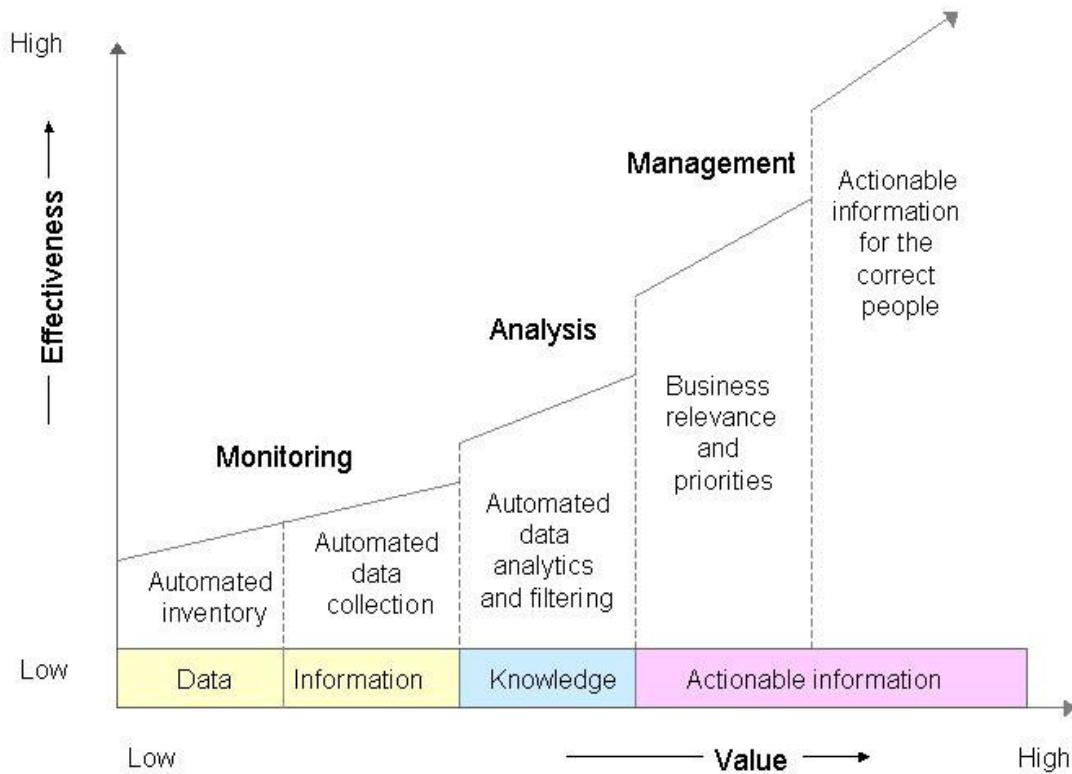 High
Effectiveness
Low
Monitoring
Analysis
Management
Automated
inventory
Automated
data
collection
Automated
data
analytics
and filtering
Business
relevance
and
priorities
Actionable
information
for the
correct
people
Data
Information
Knowledge
Actionable information
Low
Value
High